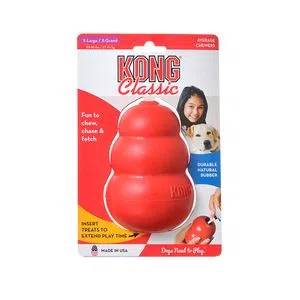 X-Large / X-Grand
AVERAGE
CHEWERS
KONG
Classic
Fun to
chew,
chase &
fetch
KONG
DURABLE
NATURAL
RUBBER
INSERT
TREATS TO
EXTEND PLAY TIME
MADE IN USA
Dogs Need to Play